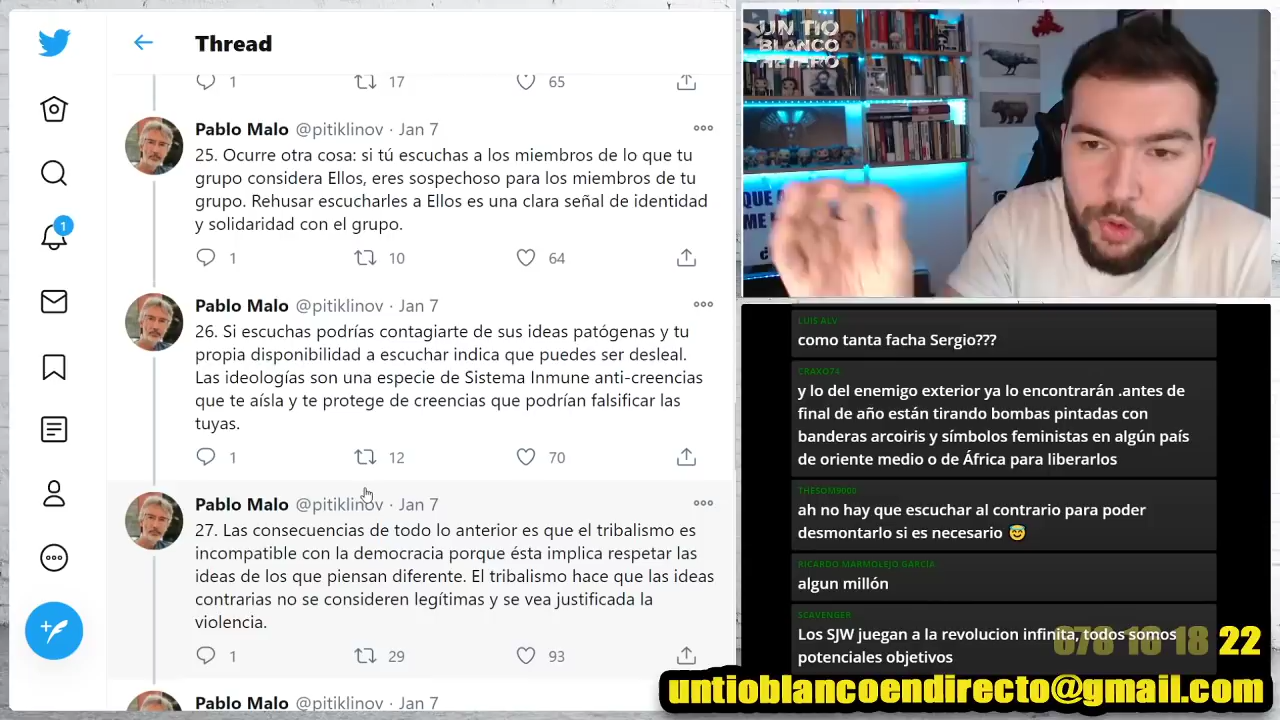 Thread
1 17 65
Pablo Malo @pitiklinov · Jan 7
25. Ocurre otra cosa: si tú escuchas a los miembros de lo que tu
grupo considera Ellos, eres sospechoso para los miembros de tu
grupo. Rehusar escucharles a Ellos es una clara señal de identidad
y solidaridad con el grupo.
1 10 64
Pablo Malo @pitiklinov · Jan 7
26. Si escuchas podrías contagiarte de sus ideas patógenas y tu
propia disponibilidad a escuchar indica que puedes ser desleal.
Las ideologías son una especie de Sistema Inmune anti-creencias
que te aísla y te protege de creencias que podrían falsificar las
tuyas.
1 12 70
Pablo Malo @pitiklinov · Jan 7
27. Las consecuencias de todo lo anterior es que el tribalismo es
incompatible con la democracia porque ésta implica respetar las
ideas de los que piensan diferente. El tribalismo hace que las ideas
contrarias no se consideren legítimas y se vea justificada la
violencia.
1 29 93
Pablo Malo @pitiklinov · Jan 7
1
UN TIO
BLANCO
HETERO
LUIS ALV
como tanta facha Sergio???
CRAXO74
y lo del enemigo exterior ya lo encontrarán .antes de
final de año están tirando bombas pintadas con
banderas arcoiris y símbolos feministas en algún país
de oriente medio o de África para liberarlos
THESOM9000
ah no hay que escuchar al contrario para poder
desmontarlo si es necesario 😇
RICARDO MARMOLEJO GARCÍA
algun millón
SCAVENGER
Los SJW juegan a la revolucion infinita, todos somos
potenciales objetivos
22
untioblancoendirecto@gmail.com